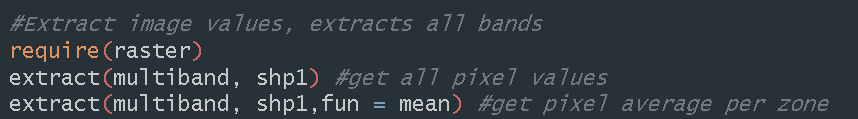 #Extract image values, extracts all bands
require(raster)
extract(multiband, shp1) #get all pixel values
extract(multiband, shp1,fun = mean) #get pixel average per zone